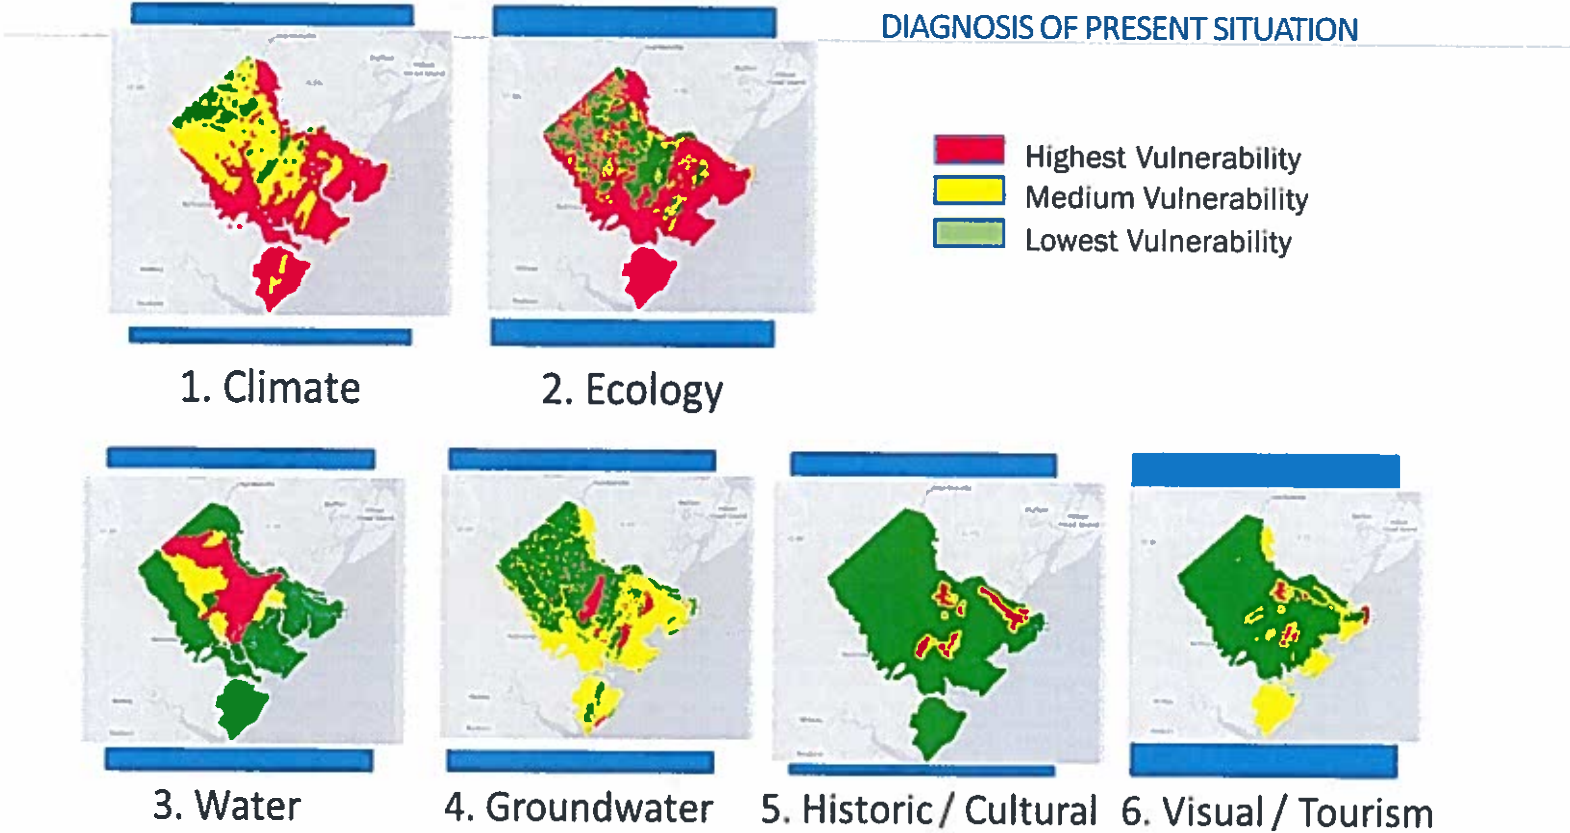 DIAGNOSIS OF PRESENT SITUATION
Highest Vulnerability
Medium Vulnerability
Lowest Vulnerability
1. Climate
2. Ecology
3. Water
4. Groundwater
5. Historic / Cultural
6. Visual / Tourism